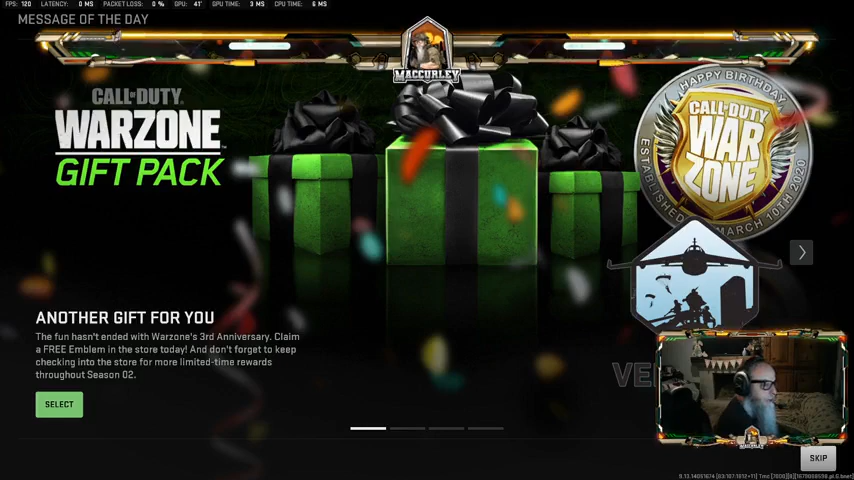 FPS: 120 LATENCY: 0 MS PACKET LOSS: 0 % GPU: 41° GPU TIME: 3 MS CPU TIME: 6 MS
MESSAGE OF THE DAY
MACCURLEY
CALL OF DUTY
WARZONE
GIFT PACK
HAPPY BIRTHDAY
CALL OF DUTY
WAR
ZONE
ESTABLISHED MARCH 10TH 2020
ANOTHER GIFT FOR YOU
The fun hasn't ended with Warzone's 3rd Anniversary. Claim
a FREE Emblem in the store today! And don't forget to keep
checking into the store for more limited-time rewards
throughout Season 02.
SELECT
SKIP